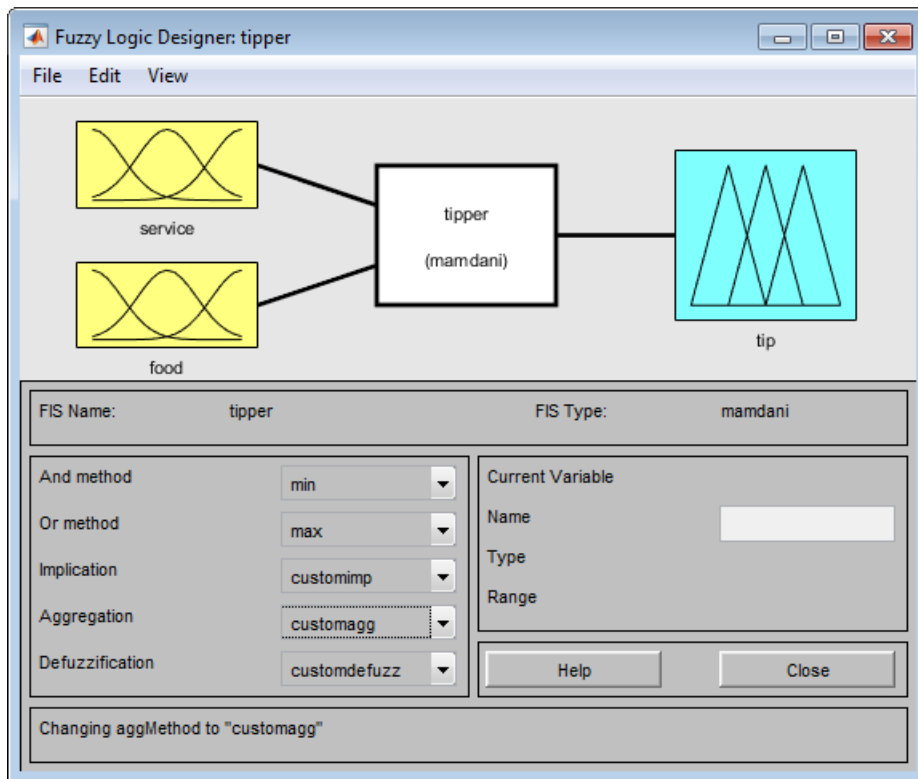 Fuzzy Logic Designer: tipper
File Edit View
service
food
tipper
(mamdani)
tip
FIS Name: tipper FIS Type: mamdani
And method min
Or method max
Implication customimp
Aggregation customagg
Defuzzification customdefuzz
Current Variable
Name
Type
Range
Help Close
Changing aggMethod to "customagg"